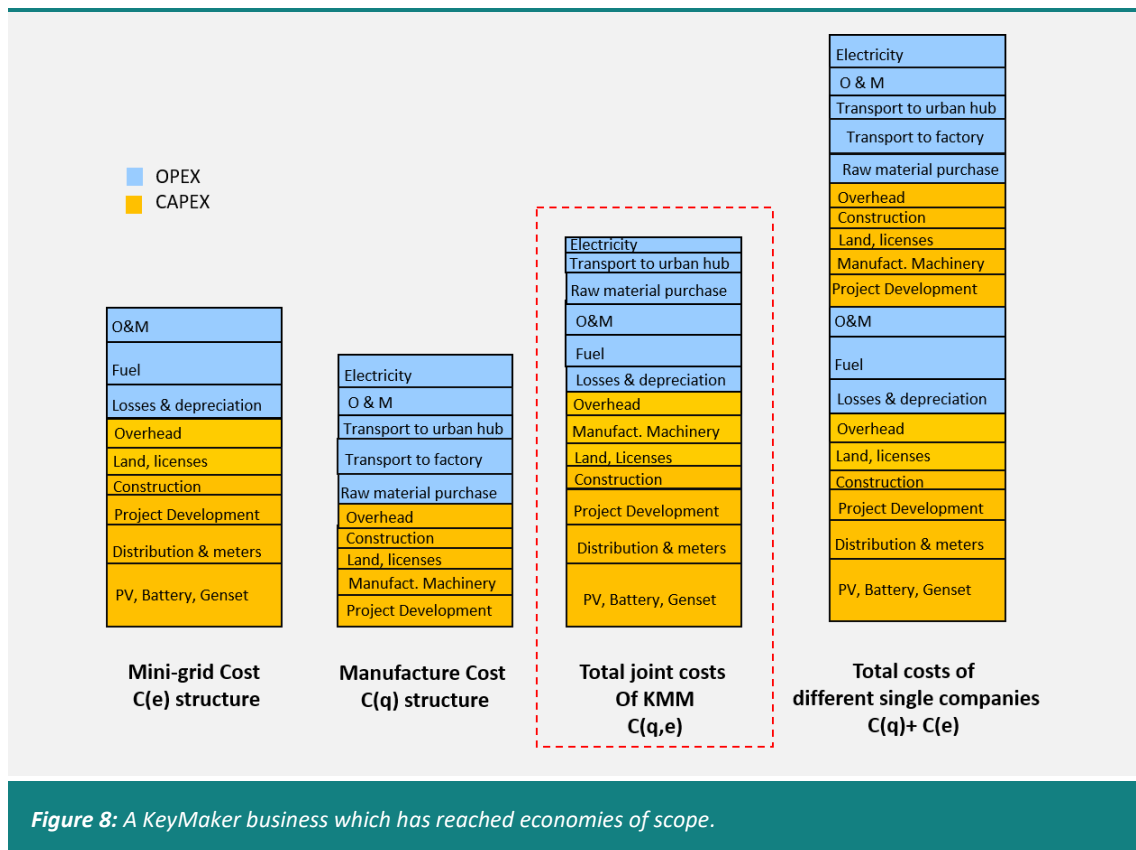 OPEX
CAPEX
O&M
Fuel
Losses & depreciation
Overhead
Land, licenses
Construction
Project Development
Distribution & meters
PV, Battery, Genset
Mini-grid Cost
C(e) structure
Electricity
O & M
Transport to urban hub
Transport to factory
Raw material purchase
Overhead
Construction
Land, licenses
Manufact. Machinery
Project Development
Manufacture Cost
C(q) structure
Electricity
Transport to urban hub
Raw material purchase
O&M
Fuel
Losses & depreciation
Overhead
Manufact. Machinery
Land, Licenses
Construction
Project Development
Distribution & meters
PV, Battery, Genset
Total joint costs
Of KMM
C(q,e)
Electricity
O & M
Transport to urban hub
Transport to factory
Raw material purchase
Overhead
Construction
Land, licenses
Manufact. Machinery
Project Development
O&M
Fuel
Losses & depreciation
Overhead
Land, licenses
Construction
Project Development
Distribution & meters
PV, Battery, Genset
Total costs of
different single companies
C(q)+ C(e)
Figure 8: A KeyMaker business which has reached economies of scope.